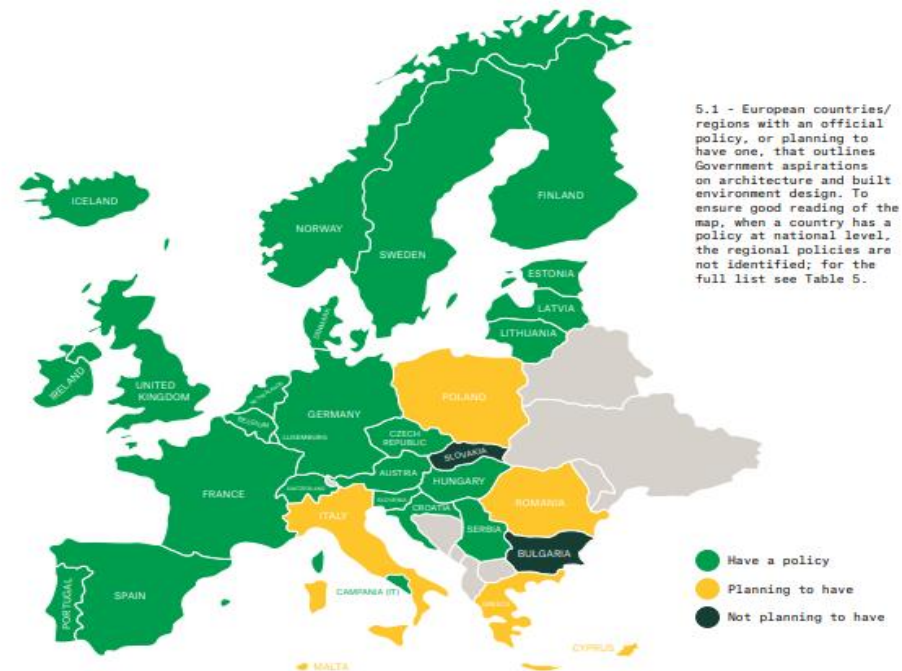 5.1 - European countries/
regions with an official
policy, or planning to
have one, that outlines
Government aspirations
on architecture and built
environment design. To
ensure good reading of the
map, when a country has a
policy at national level,
the regional policies are
not identified; for the
full list see Table 5.
ICELAND
NORWAY
SWEDEN
FINLAND
ESTONIA
LATVIA
LITHUANIA
DENMARK
IRELAND
UNITED
KINGDOM
BELGIUM
LUXEMBURG
GERMANY
POLAND
CZECH
REPUBLIC
SLOVAKIA
AUSTRIA
HUNGARY
FRANCE
SWITZERLAND
SLOVENIA
CROATIA
ROMANIA
ITALY
SERBIA
BULGARIA
PORTUGAL
SPAIN
CAMPANIA (IT)
GREECE
CYPRUS
MALTA
Have a policy
Planning to have
Not planning to have